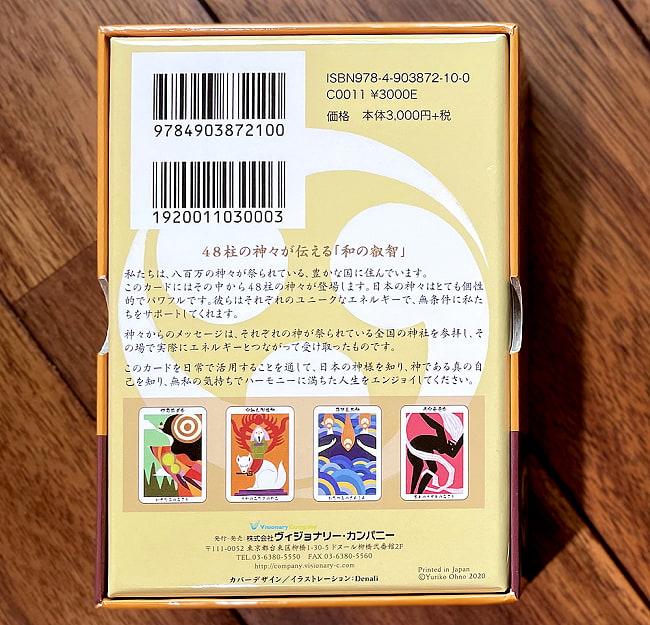 ISBN978-4-903872-10-0
C0011 ¥3000E
価格 本体3,000円+税
9784903872100
1920011030003
48柱の神々が伝える「和の叡智」
私たちは、八百万の神々が祭られている、豊かな国に住んでいます。
このカードにはその中から48柱の神々が登場します。日本の神々はとても個性
的でパワフルです。彼らはそれぞれのユニークなエネルギーで、無条件に私た
ちをサポートしてくれます。
神々からのメッセージは、それぞれの神が祭られている全国の神社を参拝し、そ
の場で実際にエネルギーとつながって受け取ったものです。
このカードを日常で活用することを通して、日本の神様を知り、神である真の自
己を知り、無私の気持ちでハーモニーに満ちた人生をエンジョイしてください。
Visionary Company
発行・発売 株式会社ヴィジョナリー・カンパニー
〒111-0052 東京都台東区柳橋1-30-5 ドヌール柳橋弐番館2F
TEL.03-6380-5550 FAX 03-6380-5560
http://company.visionary-c.com
カバーデザイン/イラストレーション:Denali
Printed in Japan
©Yuriko Ohno 2020